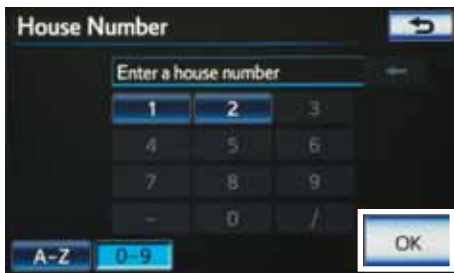 House Number
Enter a house number
1 2 3
4 5 6
7 8 9
- 0 /
A-Z 0-9 OK